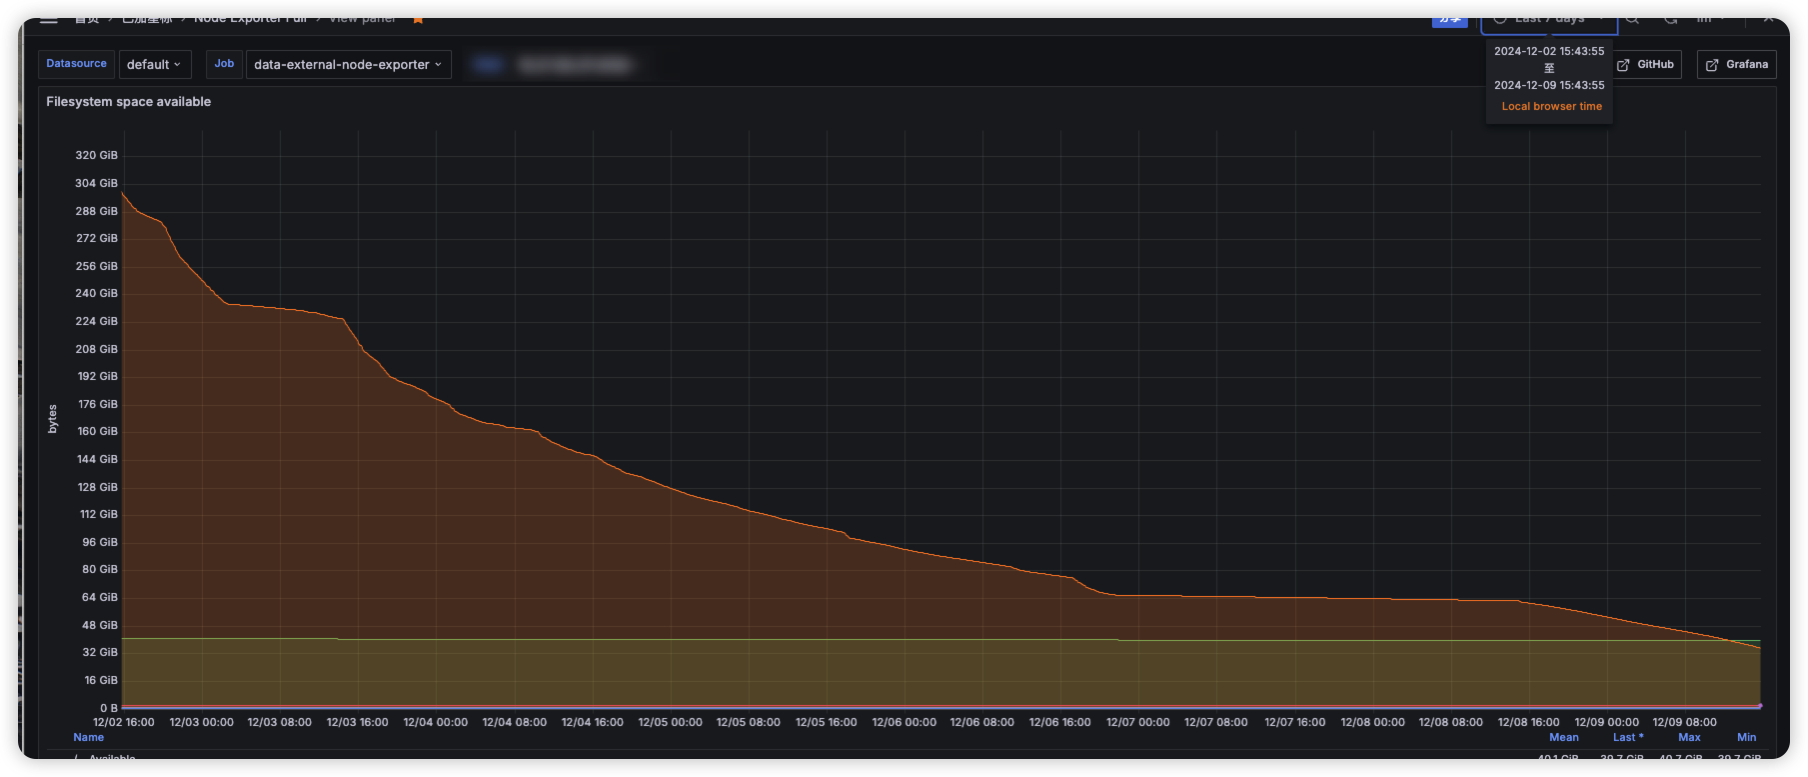 首页 › 已加星标 › Node Exporter Full › View panel
分享
Last 7 days
1m
2024-12-02 15:43:55
至
2024-12-09 15:43:55
Local browser time
Datasource default Job data-external-node-exporter
GitHub Grafana
Filesystem space available
320 GiB
304 GiB
288 GiB
272 GiB
256 GiB
240 GiB
224 GiB
208 GiB
192 GiB
176 GiB
160 GiB
144 GiB
128 GiB
112 GiB
96 GiB
80 GiB
64 GiB
48 GiB
32 GiB
16 GiB
0 B
bytes
12/02 16:00 12/03 00:00 12/03 08:00 12/03 16:00 12/04 00:00 12/04 08:00 12/04 16:00 12/05 00:00 12/05 08:00 12/05 16:00 12/06 00:00 12/06 08:00 12/06 16:00 12/07 00:00 12/07 08:00 12/07 16:00 12/08 00:00 12/08 08:00 12/08 16:00 12/09 00:00 12/09 08:00
Name Mean Last * Max Min
/ - Available 40.1 GiB 39.7 GiB 40.7 GiB 39.7 GiB